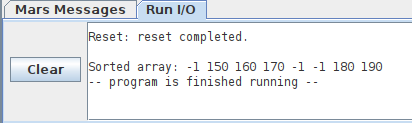 Mars Messages Run I/O
Reset: reset completed.
Clear
Sorted array: -1 150 160 170 -1 -1 180 190
-- program is finished running --